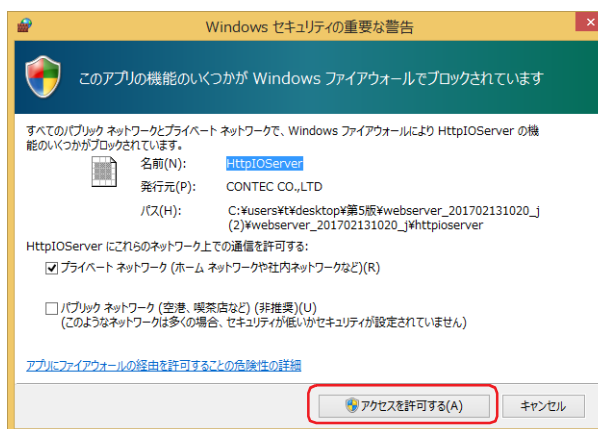 Windows セキュリティの重要な警告
このアプリの機能のいくつかが Windows ファイアウォールでブロックされています
すべてのパブリック ネットワークとプライベート ネットワークで、Windows ファイアウォールにより HttpIOServer の機
能のいくつかがブロックされています。
名前(N): HttpIOServer
発行元(P): CONTEC CO.,LTD
パス(H): C:¥users¥t¥desktop¥第5版¥webserver_201702131020_j
(2)¥webserver_201702131020_j¥httpioserver
HttpIOServer にこれらのネットワーク上での通信を許可する:
プライベート ネットワーク (ホーム ネットワークや社内ネットワークなど)(R)
パブリック ネットワーク (空港、喫茶店など) (非推奨)(U)
(このようなネットワークは多くの場合、セキュリティが低いかセキュリティが設定されていません)
アプリにファイアウォールの経由を許可することの危険性の詳細
アクセスを許可する(A) キャンセル